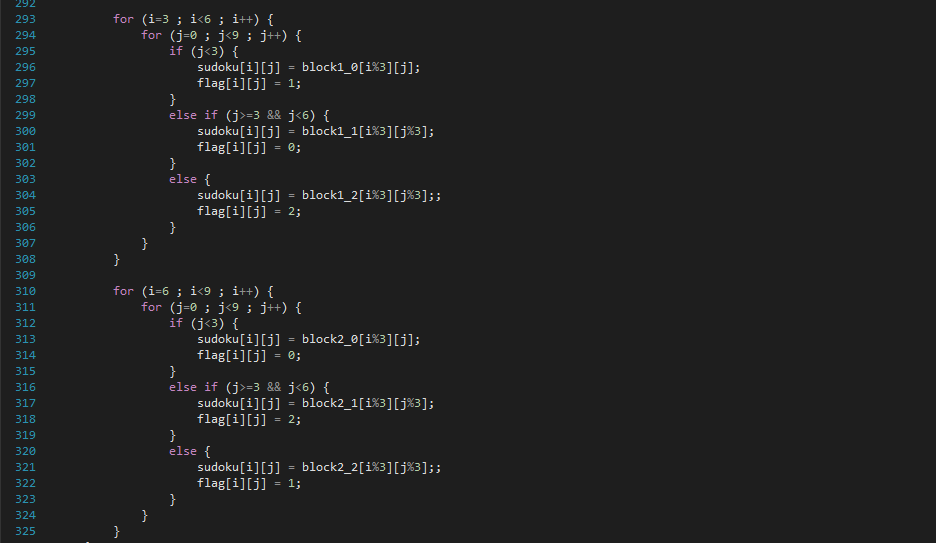 292
293 for (i=3 ; i<6 ; i++) {
294 for (j=0 ; j<9 ; j++) {
295 if (j<3) {
296 sudoku[i][j] = block1_0[i%3][j];
297 flag[i][j] = 1;
298 }
299 else if (j>=3 && j<6) {
300 sudoku[i][j] = block1_1[i%3][j%3];
301 flag[i][j] = 0;
302 }
303 else {
304 sudoku[i][j] = block1_2[i%3][j%3];;
305 flag[i][j] = 2;
306 }
307 }
308 }
309
310 for (i=6 ; i<9 ; i++) {
311 for (j=0 ; j<9 ; j++) {
312 if (j<3) {
313 sudoku[i][j] = block2_0[i%3][j];
314 flag[i][j] = 0;
315 }
316 else if (j>=3 && j<6) {
317 sudoku[i][j] = block2_1[i%3][j%3];
318 flag[i][j] = 2;
319 }
320 else {
321 sudoku[i][j] = block2_2[i%3][j%3];;
322 flag[i][j] = 1;
323 }
324 }
325 }